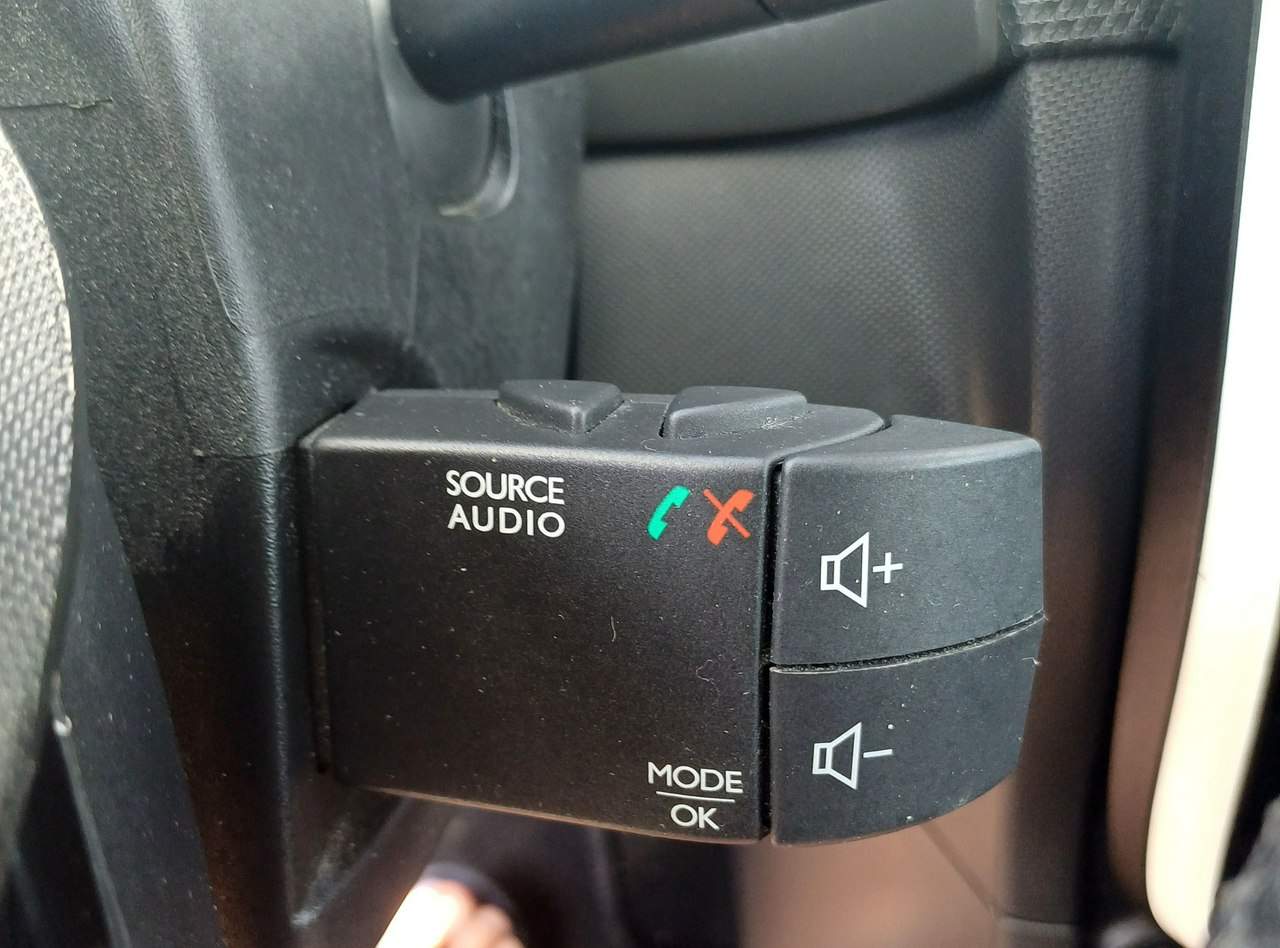 SOURCE
AUDIO
+
-
MODE
OK